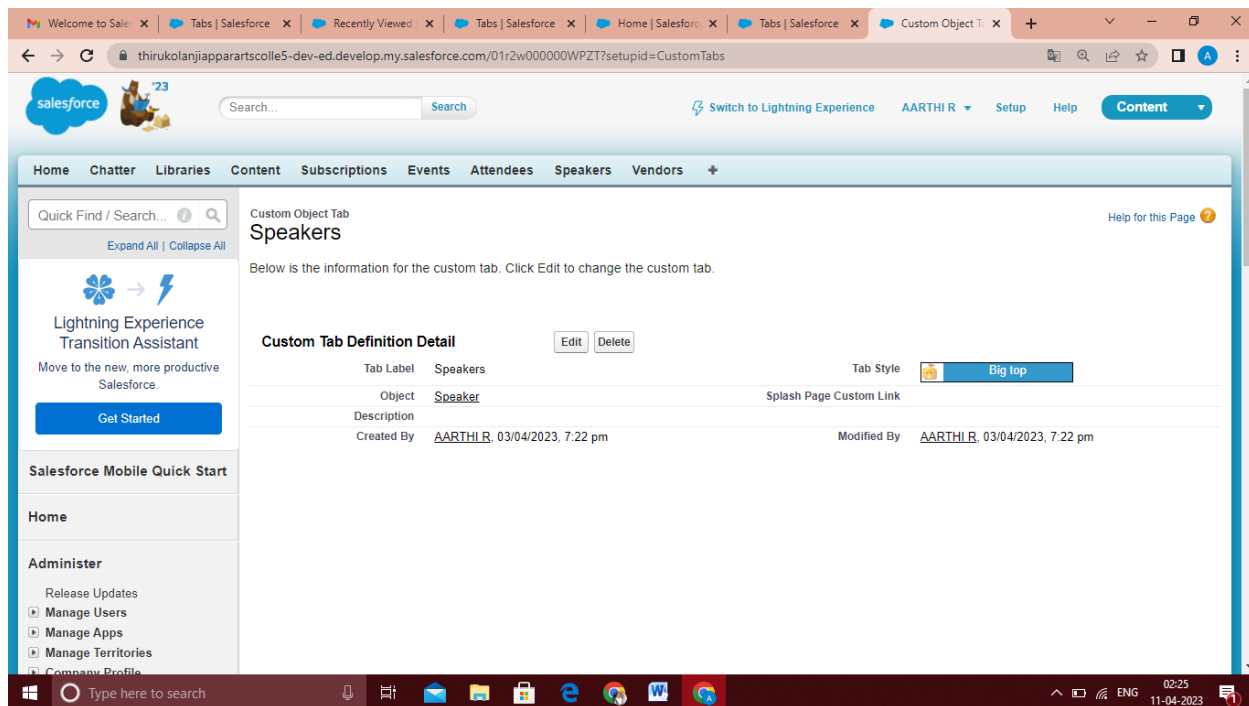 Welcome to Sale
Tabs | Salesforce
Recently Viewed
Tabs | Salesforce
Home | Salesforc
Tabs | Salesforce
Custom Object Ta
thirukolanjiapparartscolle5-dev-ed.develop.my.salesforce.com/01r2w000000WPZT?setupid=CustomTabs
A
salesforce
'23
Search...
Search
Switch to Lightning Experience
AARTHI R
Setup
Help
Content
Home Chatter Libraries Content Subscriptions Events Attendees Speakers Vendors +
Quick Find / Search...
Expand All | Collapse All
Lightning Experience
Transition Assistant
Move to the new, more productive
Salesforce.
Get Started
Salesforce Mobile Quick Start
Home
Administer
Release Updates
Manage Users
Manage Apps
Manage Territories
Company Profile
Custom Object Tab
Speakers
Help for this Page ?
Below is the information for the custom tab. Click Edit to change the custom tab.
Custom Tab Definition Detail Edit Delete
Tab Label Speakers Tab Style Big top
Object Speaker Splash Page Custom Link
Description
Created By AARTHI R, 03/04/2023, 7:22 pm Modified By AARTHI R, 03/04/2023, 7:22 pm
Type here to search
ENG
02:25
11-04-2023
1